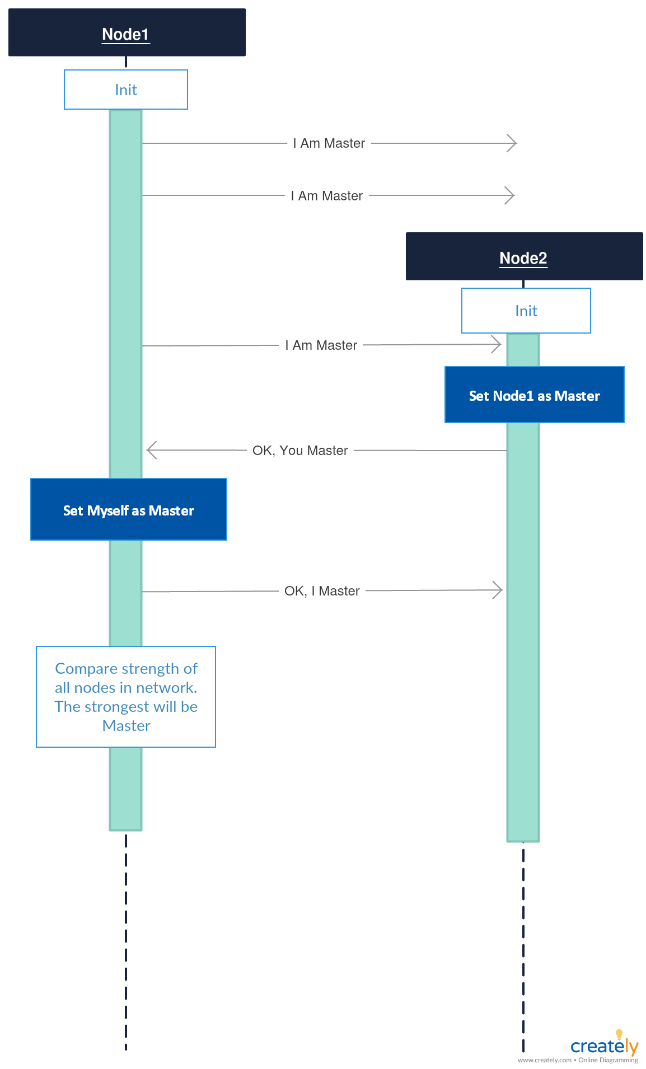 Node1
Init
I Am Master
I Am Master
Node2
Init
I Am Master
Set Node1 as Master
OK, You Master
Set Myself as Master
OK, I Master
Compare strength of
all nodes in network.
The strongest will be
Master
creately
www.creately.com • Online Diagramming